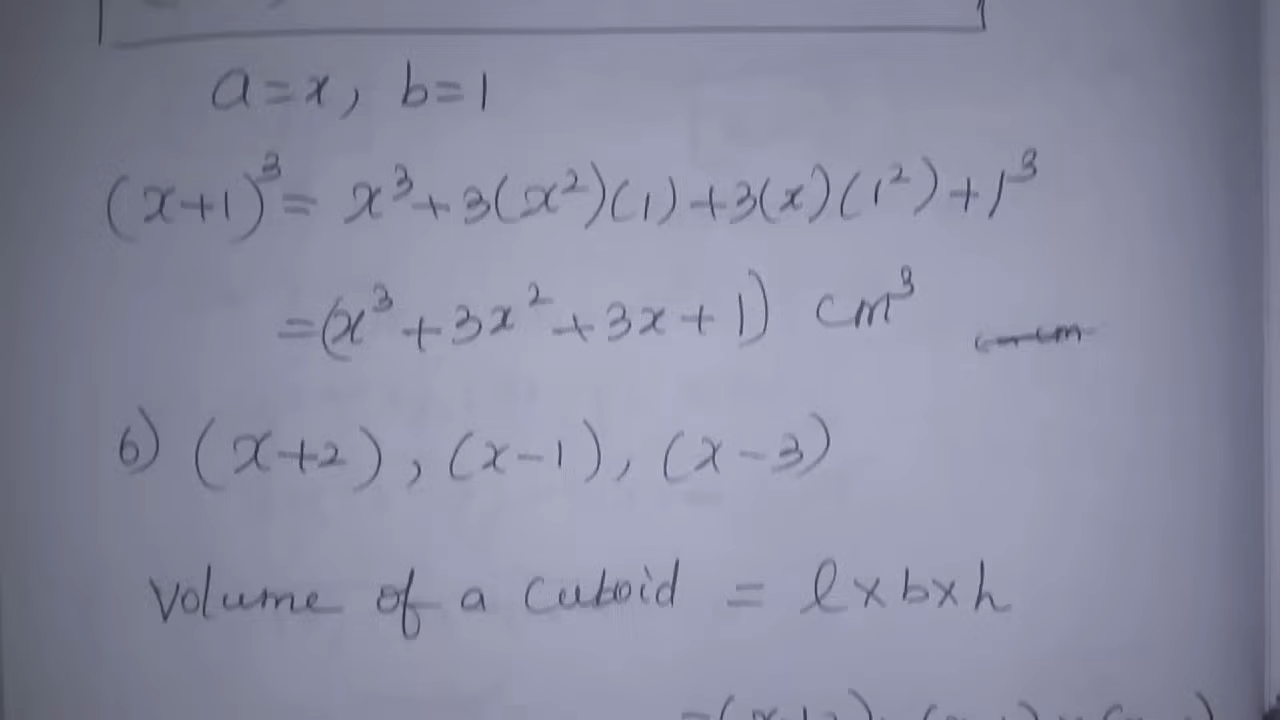 a=x, b=1
(x+1)³= x³+3(x²)(1)+3(x)(1²)+1³
=(x³+3x²+3x+1) cm³
6) (x+2), (x-1), (x-3)
Volume of a cuboid = l×b×h